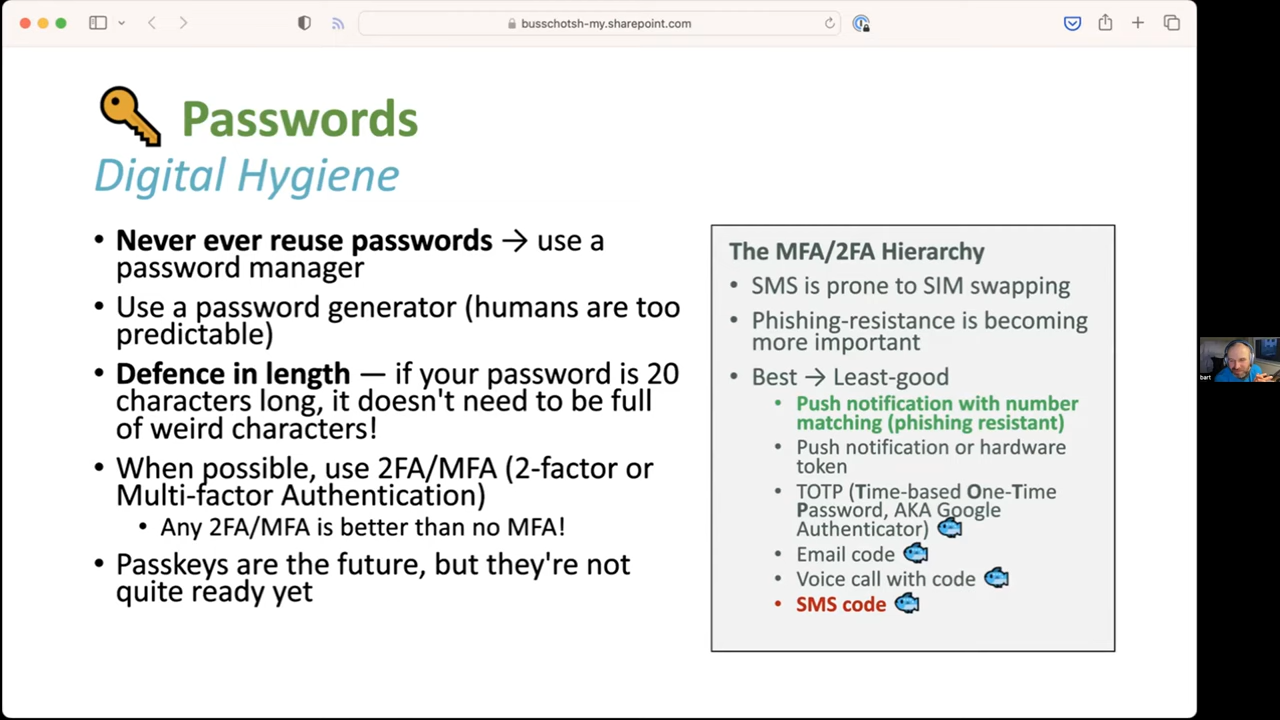 busschotsh-my.sharepoint.com
Passwords
Digital Hygiene
• Never ever reuse passwords → use a
password manager
• Use a password generator (humans are too
predictable)
• Defence in length — if your password is 20
characters long, it doesn't need to be full
of weird characters!
• When possible, use 2FA/MFA (2-factor or
Multi-factor Authentication)
• Any 2FA/MFA is better than no MFA!
• Passkeys are the future, but they're not
quite ready yet
The MFA/2FA Hierarchy
• SMS is prone to SIM swapping
• Phishing-resistance is becoming
more important
• Best → Least-good
• Push notification with number
matching (phishing resistant)
• Push notification or hardware
token
• TOTP (Time-based One-Time
Password, AKA Google
Authenticator) 🐟
• Email code 🐟
• Voice call with code 🐟
• SMS code 🐟
bart